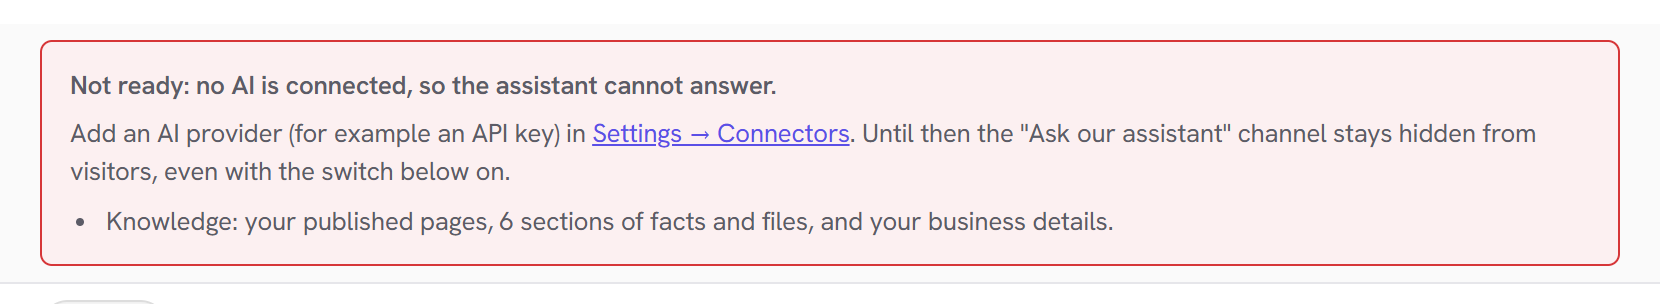 Not ready: no AI is connected, so the assistant cannot answer.
Add an AI provider (for example an API key) in Settings → Connectors. Until then the "Ask our assistant" channel stays hidden from
visitors, even with the switch below on.
• Knowledge: your published pages, 6 sections of facts and files, and your business details.